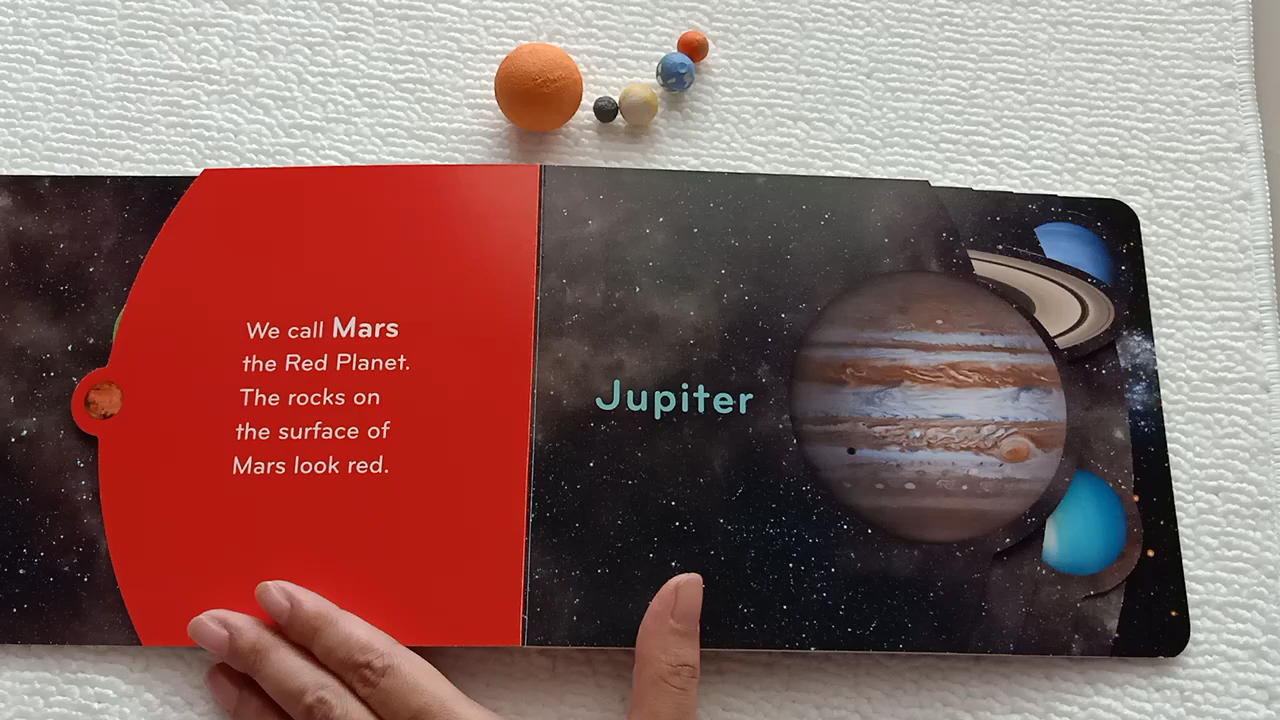 We call Mars
the Red Planet.
The rocks on
the surface of
Mars look red.
Jupiter